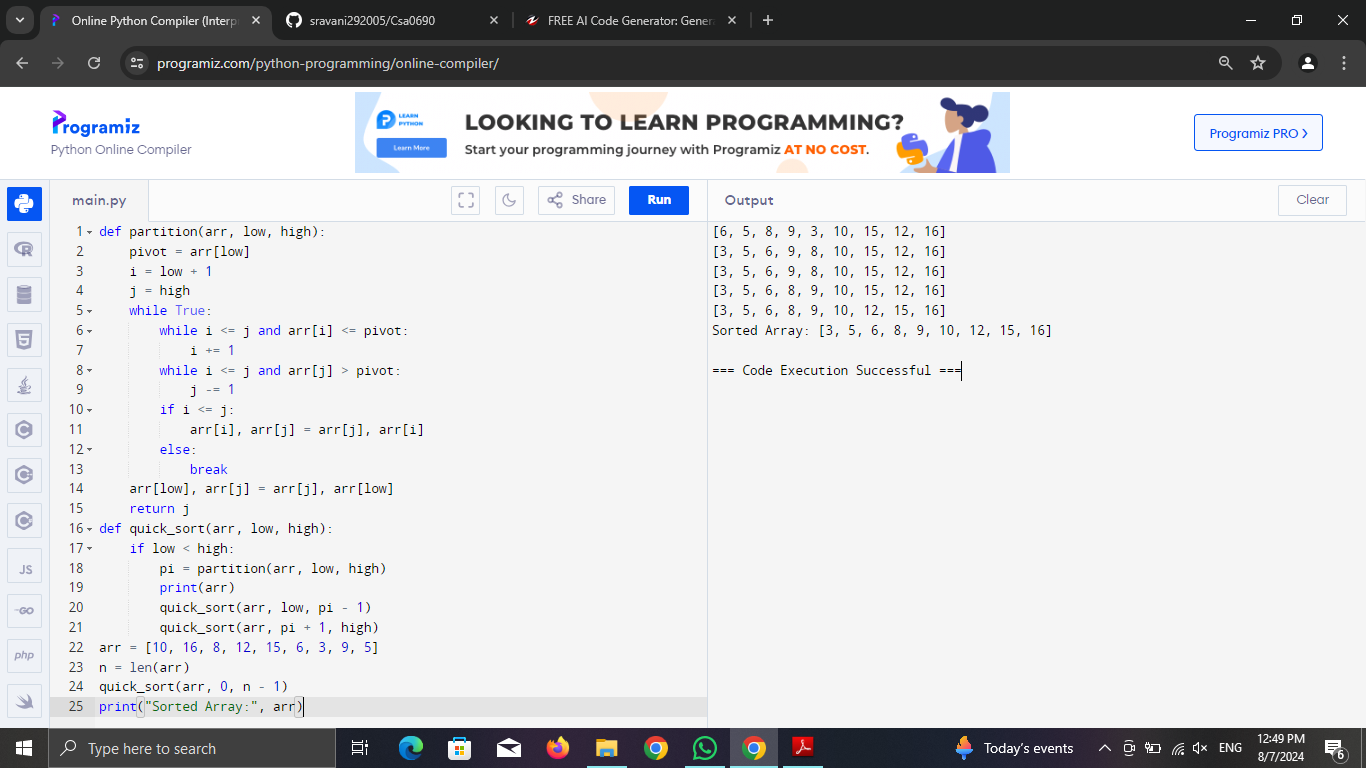 Online Python Compiler (Interp
sravani292005/Csa0690
FREE AI Code Generator: Genera
programiz.com/python-programming/online-compiler/
Programiz
Python Online Compiler
LEARN
PYTHON
Learn More
LOOKING TO LEARN PROGRAMMING?
Start your programming journey with Programiz AT NO COST.
Programiz PRO >
main.py
Share
Run
Output
Clear
1 def partition(arr, low, high):
2     pivot = arr[low]
3     i = low + 1
4     j = high
5     while True:
6         while i <= j and arr[i] <= pivot:
7             i += 1
8         while i <= j and arr[j] > pivot:
9             j -= 1
10         if i <= j:
11             arr[i], arr[j] = arr[j], arr[i]
12         else:
13             break
14     arr[low], arr[j] = arr[j], arr[low]
15     return j
16 def quick_sort(arr, low, high):
17     if low < high:
18         pi = partition(arr, low, high)
19         print(arr)
20         quick_sort(arr, low, pi - 1)
21         quick_sort(arr, pi + 1, high)
22 arr = [10, 16, 8, 12, 15, 6, 3, 9, 5]
23 n = len(arr)
24 quick_sort(arr, 0, n - 1)
25 print("Sorted Array:", arr)
[6, 5, 8, 9, 3, 10, 15, 12, 16]
[3, 5, 6, 9, 8, 10, 15, 12, 16]
[3, 5, 6, 9, 8, 10, 15, 12, 16]
[3, 5, 6, 8, 9, 10, 15, 12, 16]
[3, 5, 6, 8, 9, 10, 12, 15, 16]
Sorted Array: [3, 5, 6, 8, 9, 10, 12, 15, 16]
=== Code Execution Successful ===
JS
GO
php
Type here to search
Today's events
ENG
12:49 PM
8/7/2024
6